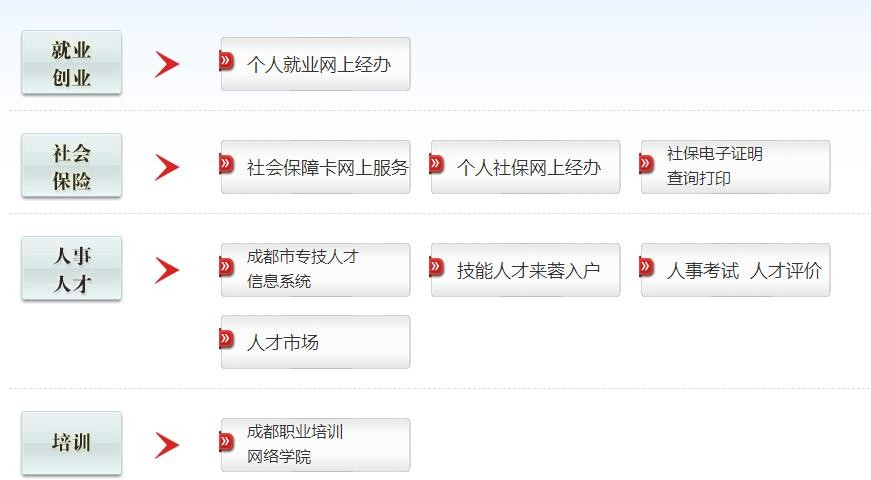 就业
创业
个人就业网上经办
社会
保险
社会保障卡网上服务
个人社保网上经办
社保电子证明
查询打印
人事
人才
成都市专技人才
信息系统
技能人才来蓉入户
人事考试 人才评价
人才市场
培训
成都职业培训
网络学院